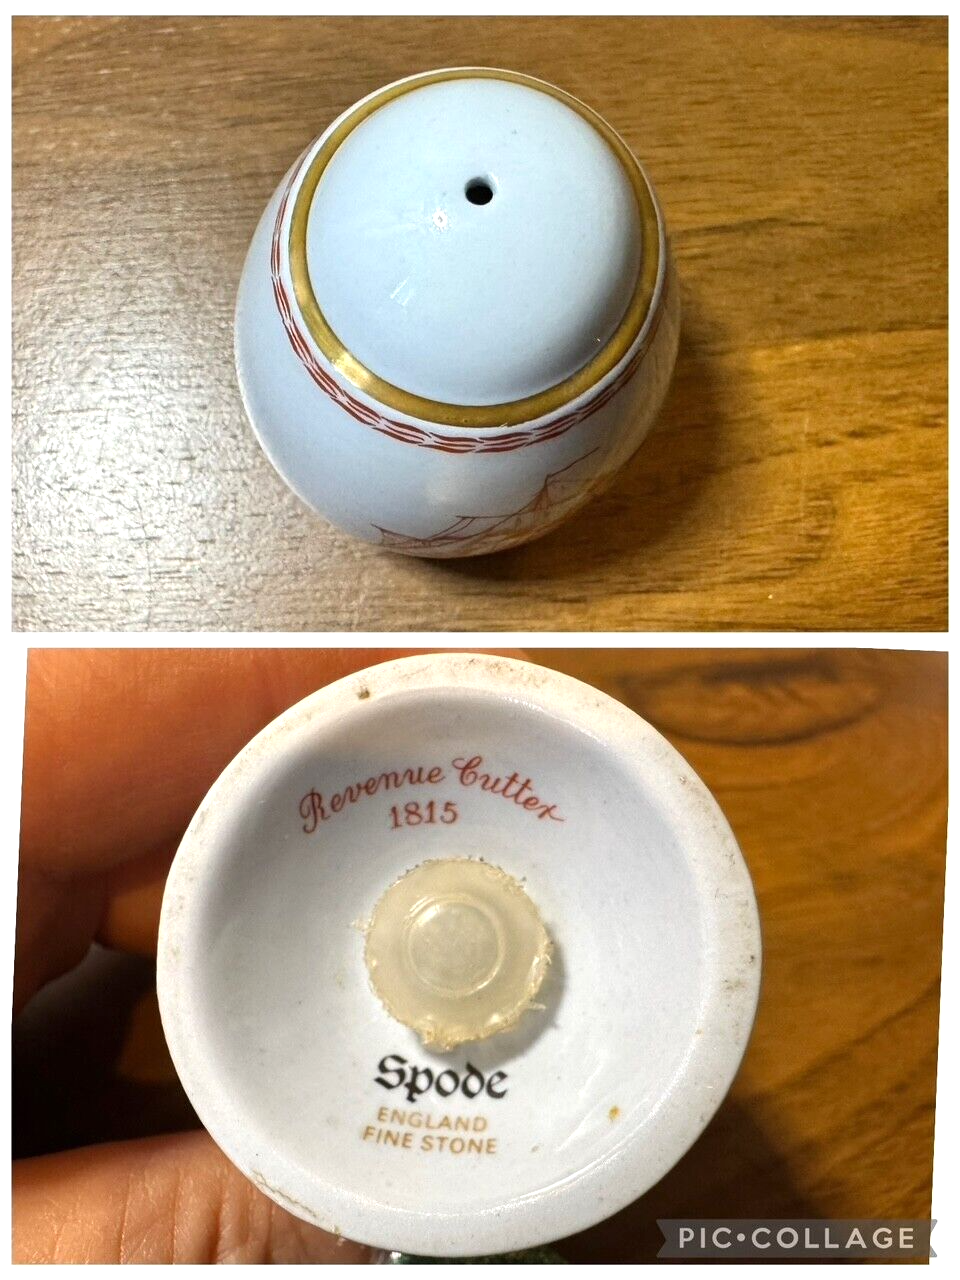 Revenue Cutter
1815
Spode
ENGLAND
FINE STONE
PIC•COLLAGE